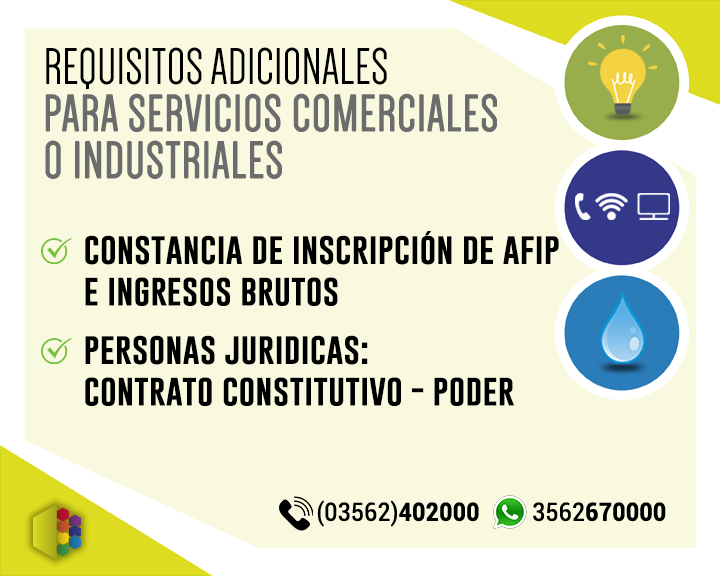 REQUISITOS ADICIONALES
PARA SERVICIOS COMERCIALES
O INDUSTRIALES
CONSTANCIA DE INSCRIPCIÓN DE AFIP
E INGRESOS BRUTOS
PERSONAS JURIDICAS:
CONTRATO CONSTITUTIVO - PODER
(03562)402000 3562670000